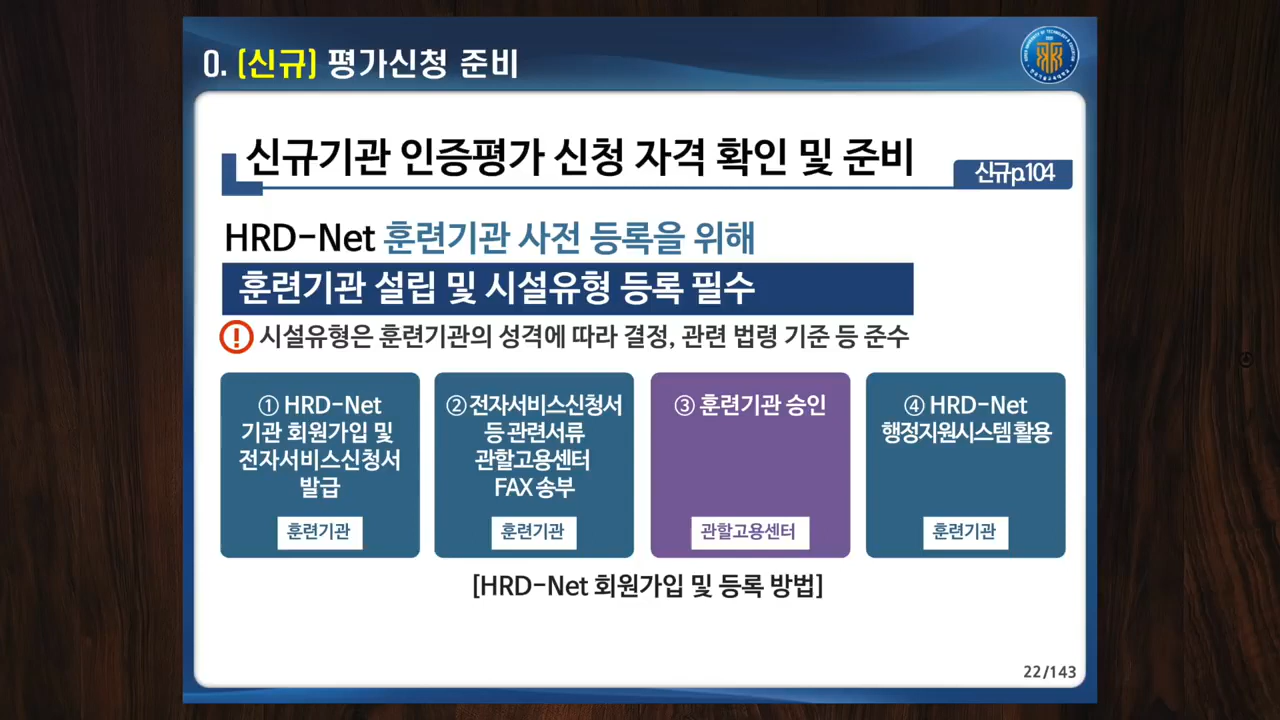 0. [신규] 평가신청 준비
신규기관 인증평가 신청 자격 확인 및 준비
신규p.104
HRD-Net 훈련기관 사전 등록을 위해
훈련기관 설립 및 시설유형 등록 필수
! 시설유형은 훈련기관의 성격에 따라 결정, 관련 법령 기준 등 준수
① HRD-Net
기관 회원가입 및
전자서비스신청서
발급
훈련기관
② 전자서비스신청서
등 관련서류
관할고용센터
FAX 송부
훈련기관
③ 훈련기관 승인
관할고용센터
④ HRD-Net
행정지원시스템 활용
훈련기관
[HRD-Net 회원가입 및 등록 방법]
22/143